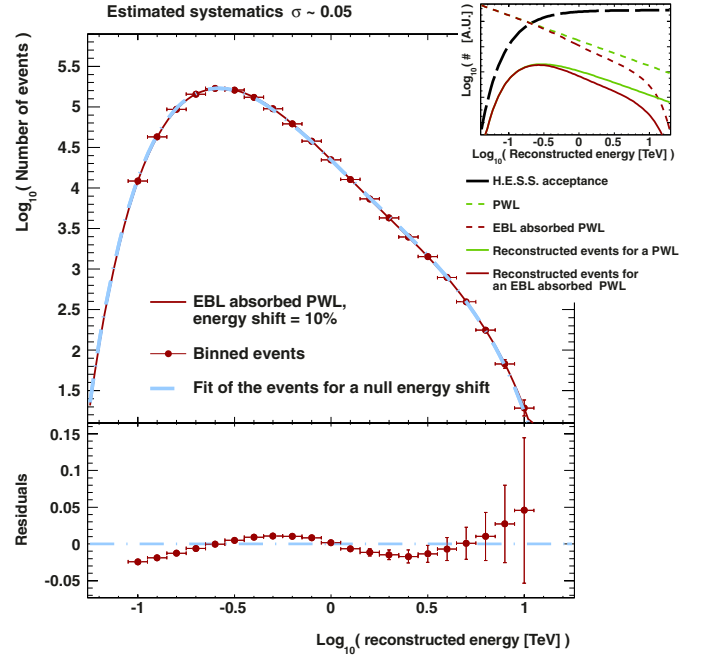 Estimated systematics σ ~ 0.05
Log10( Number of events)
5.5
5
4.5
4
3.5
3
2.5
2
1.5
EBL absorbed PWL,
energy shift = 10%
Binned events
Fit of the events for a null energy shift
Log10( # [A.U.] )
-1 -0.5 0 0.5 1
Log10( Reconstructed energy [TeV] )
H.E.S.S. acceptance
PWL
EBL absorbed PWL
Reconstructed events for a PWL
Reconstructed events for
an EBL absorbed PWL
Residuals
0.15
0.1
0.05
0
-0.05
-1 -0.5 0 0.5 1
Log10( reconstructed energy [TeV] )